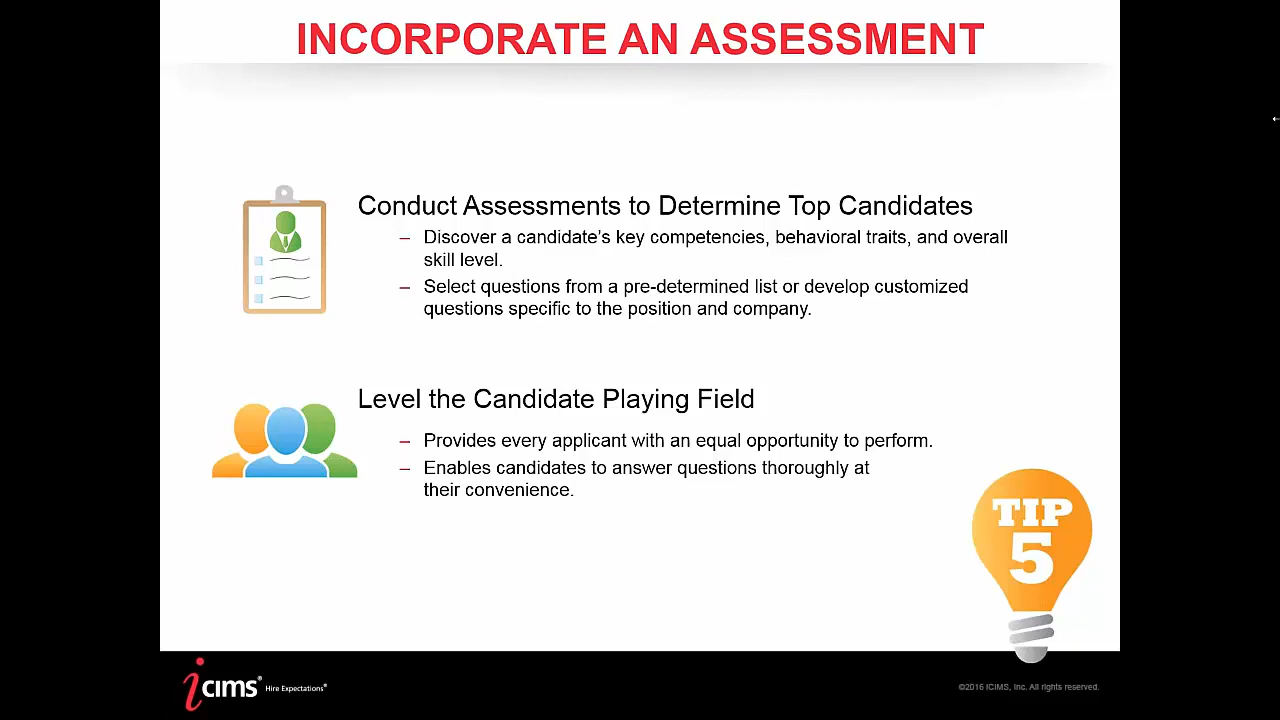 INCORPORATE AN ASSESSMENT
Conduct Assessments to Determine Top Candidates
– Discover a candidate’s key competencies, behavioral traits, and overall
skill level.
– Select questions from a pre-determined list or develop customized
questions specific to the position and company.
Level the Candidate Playing Field
– Provides every applicant with an equal opportunity to perform.
– Enables candidates to answer questions thoroughly at
their convenience.
TIP
5
icims® Hire Expectations®
©2016 iCIMS, Inc. All rights reserved.